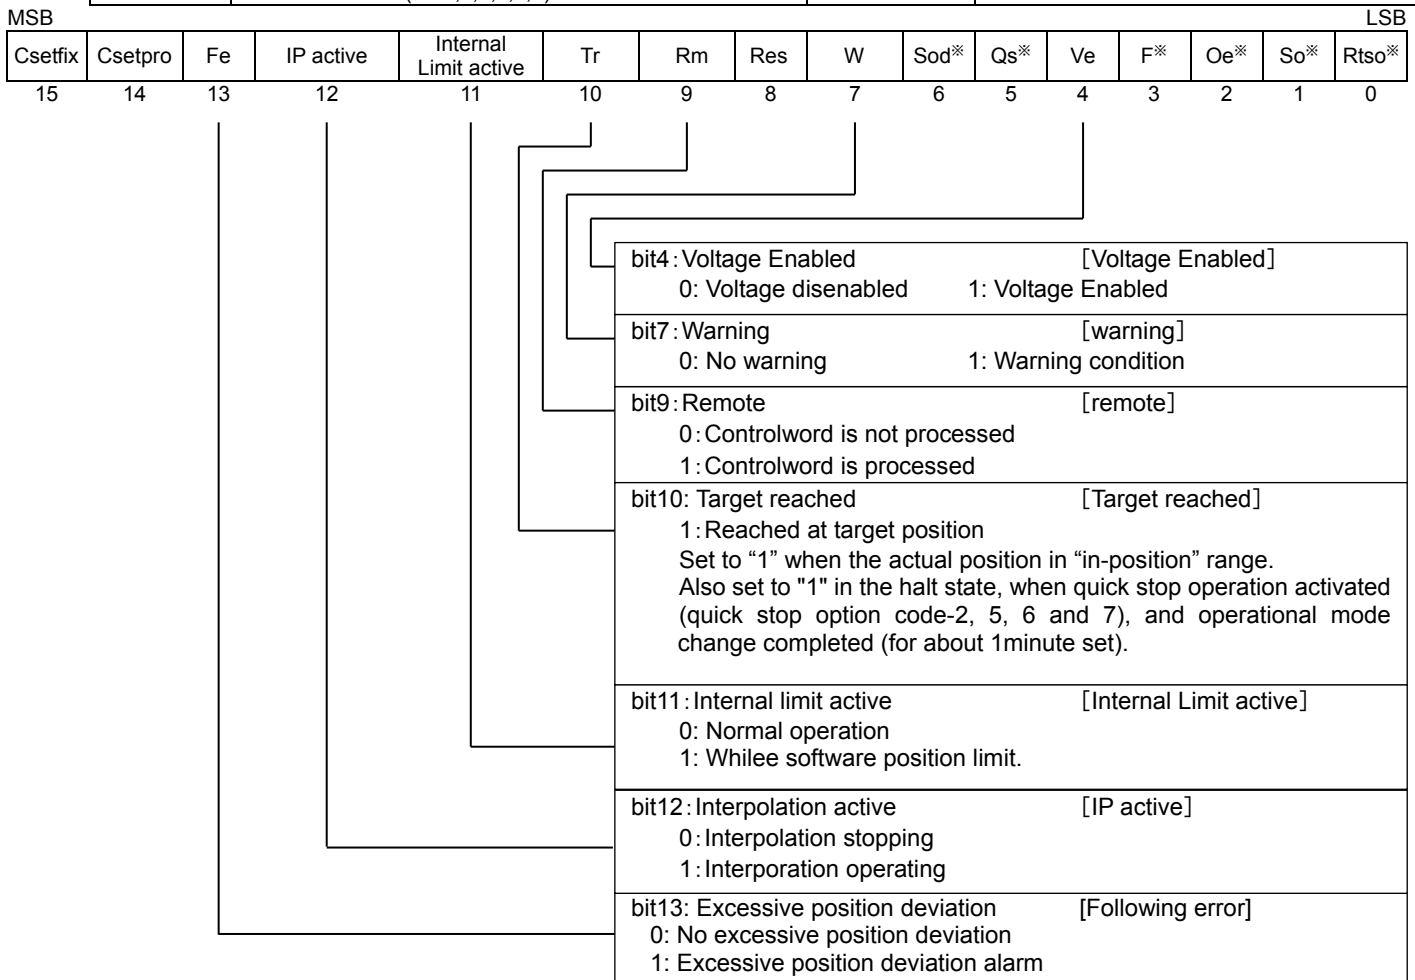 MSB LSB
Csetfix Csetpro Fe IP active Internal Limit active Tr Rm Res W Sod※ Qs※ Ve F※ Oe※ So※ Rtso※
15 14 13 12 11 10 9 8 7 6 5 4 3 2 1 0
bit4:Voltage Enabled [Voltage Enabled]
0: Voltage disenabled 1: Voltage Enabled
bit7:Warning [warning]
0: No warning 1: Warning condition
bit9:Remote [remote]
0:Controlword is not processed
1:Controlword is processed
bit10: Target reached [Target reached]
1:Reached at target position
Set to “1” when the actual position in “in-position” range.
Also set to "1" in the halt state, when quick stop operation activated
(quick stop option code-2, 5, 6 and 7), and operational mode
change completed (for about 1minute set).
bit11:Internal limit active [Internal Limit active]
0: Normal operation
1: Whilee software position limit.
bit12:Interpolation active [IP active]
0:Interpolation stopping
1:Interporation operating
bit13: Excessive position deviation [Following error]
0: No excessive position deviation
1: Excessive position deviation alarm